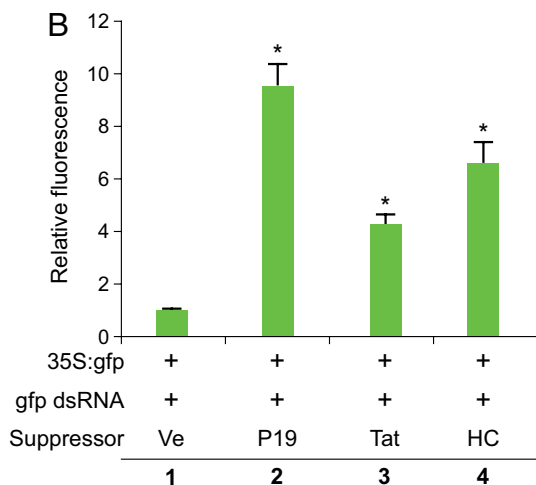 B
Relative fluorescence
12
10
8
6
4
2
0
*
*
*
35S:gfp + + + +
gfp dsRNA + + + +
Suppressor Ve P19 Tat HC
1 2 3 4